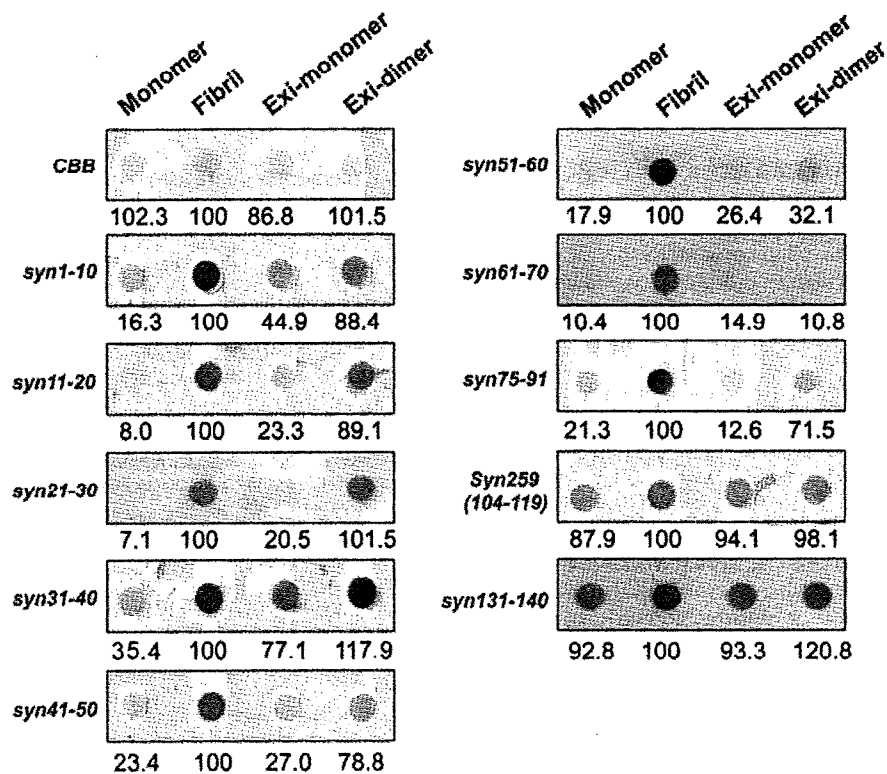 Monomer Fibril Exi-monomer Exi-dimer
CBB
102.3 100 86.8 101.5
syn1-10
16.3 100 44.9 88.4
syn11-20
8.0 100 23.3 89.1
syn21-30
7.1 100 20.5 101.5
syn31-40
35.4 100 77.1 117.9
syn41-50
23.4 100 27.0 78.8
Monomer Fibril Exi-monomer Exi-dimer
syn51-60
17.9 100 26.4 32.1
syn61-70
10.4 100 14.9 10.8
syn75-91
21.3 100 12.6 71.5
Syn259
(104-119)
87.9 100 94.1 98.1
syn131-140
92.8 100 93.3 120.8